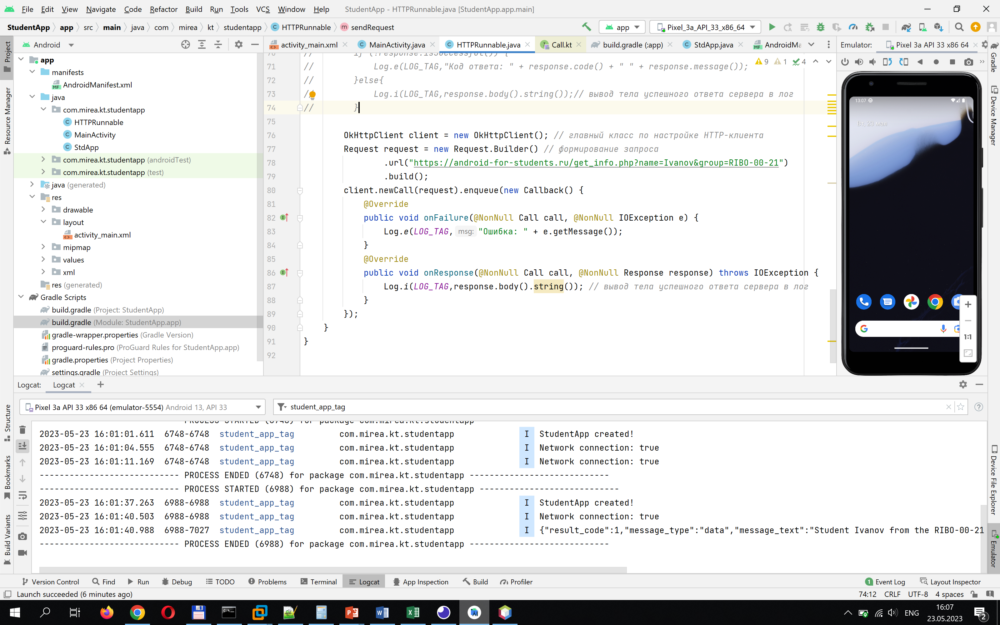 File Edit View Navigate Code Refactor Build Run Tools VCS Window Help StudentApp - HTTPRunnable.java [StudentApp.app.main]
StudentApp app src main java com mirea kt studentapp HTTPRunnable sendRequest app Pixel_3a_API_33_x86_64
Project
Resource Manager
Structure
Bookmarks
Build Variants
Android
app
manifests
AndroidManifest.xml
java
com.mirea.kt.studentapp
HTTPRunnable
MainActivity
StdApp
com.mirea.kt.studentapp (androidTest)
com.mirea.kt.studentapp (test)
java (generated)
res
drawable
layout
activity_main.xml
mipmap
values
xml
res (generated)
Gradle Scripts
build.gradle (Project: StudentApp)
build.gradle (Module: StudentApp.app)
gradle-wrapper.properties (Gradle Version)
proguard-rules.pro (ProGuard Rules for StudentApp.app)
gradle.properties (Project Properties)
settings.gradle (Project Settings)
activity_main.xml MainActivity.java HTTPRunnable.java Call.kt build.gradle (:app) StdApp.java AndroidMa
9 1 4
70 // if (!response.isSuccessful()) {
71 // Log.e(LOG_TAG,"Код ответа: " + response.code() + " " + response.message());
72 // }else{
73 // Log.i(LOG_TAG,response.body().string());// вывод тела успешного ответа сервера в лог
74 // }
75
76 OkHttpClient client = new OkHttpClient(); // главный класс по настройке HTTP-клиента
77 Request request = new Request.Builder() // формирование запроса
78 .url("https://android-for-students.ru/get_info.php?name=Ivanov&group=RIBO-00-21")
79 .build();
80 client.newCall(request).enqueue(new Callback() {
81 @Override
82 public void onFailure(@NonNull Call call, @NonNull IOException e) {
83 Log.e(LOG_TAG, msg: "Ошибка: " + e.getMessage());
84 }
85 @Override
86 public void onResponse(@NonNull Call call, @NonNull Response response) throws IOException {
87 Log.i(LOG_TAG,response.body().string()); // вывод тела успешного ответа сервера в лог
88 }
89 });
90 }
91 }
92
Emulator: Pixel 3a API 33 x86 64
13:07
Вт, 23 мая
1:1
Gradle
Device Manager
Device File Explorer
Emulator
Logcat: Logcat
Pixel 3a API 33 x86 64 (emulator-5554) Android 13, API 33 student_app_tag
PROCESS STARTED (6748) for package com.mirea.kt.studentapp
2023-05-23 16:01:01.611 6748-6748 student_app_tag com.mirea.kt.studentapp I StudentApp created!
2023-05-23 16:01:04.555 6748-6748 student_app_tag com.mirea.kt.studentapp I Network connection: true
2023-05-23 16:01:11.169 6748-6748 student_app_tag com.mirea.kt.studentapp I Network connection: true
---------------------------- PROCESS ENDED (6748) for package com.mirea.kt.studentapp ----------------------------
---------------------------- PROCESS STARTED (6988) for package com.mirea.kt.studentapp ----------------------------
2023-05-23 16:01:37.263 6988-6988 student_app_tag com.mirea.kt.studentapp I StudentApp created!
2023-05-23 16:01:40.503 6988-6988 student_app_tag com.mirea.kt.studentapp I Network connection: true
2023-05-23 16:01:40.988 6988-7027 student_app_tag com.mirea.kt.studentapp I {"result_code":1,"message_type":"data","message_text":"Student Ivanov from the RIBO-00-21
---------------------------- PROCESS ENDED (6988) for package com.mirea.kt.studentapp ----------------------------
Version Control Find Run Debug TODO Problems Terminal Logcat App Inspection Build Profiler 1 Event Log Layout Inspector
Launch succeeded (6 minutes ago) 74:12 CRLF UTF-8 4 spaces
ENG 16:07
23.05.2023 2